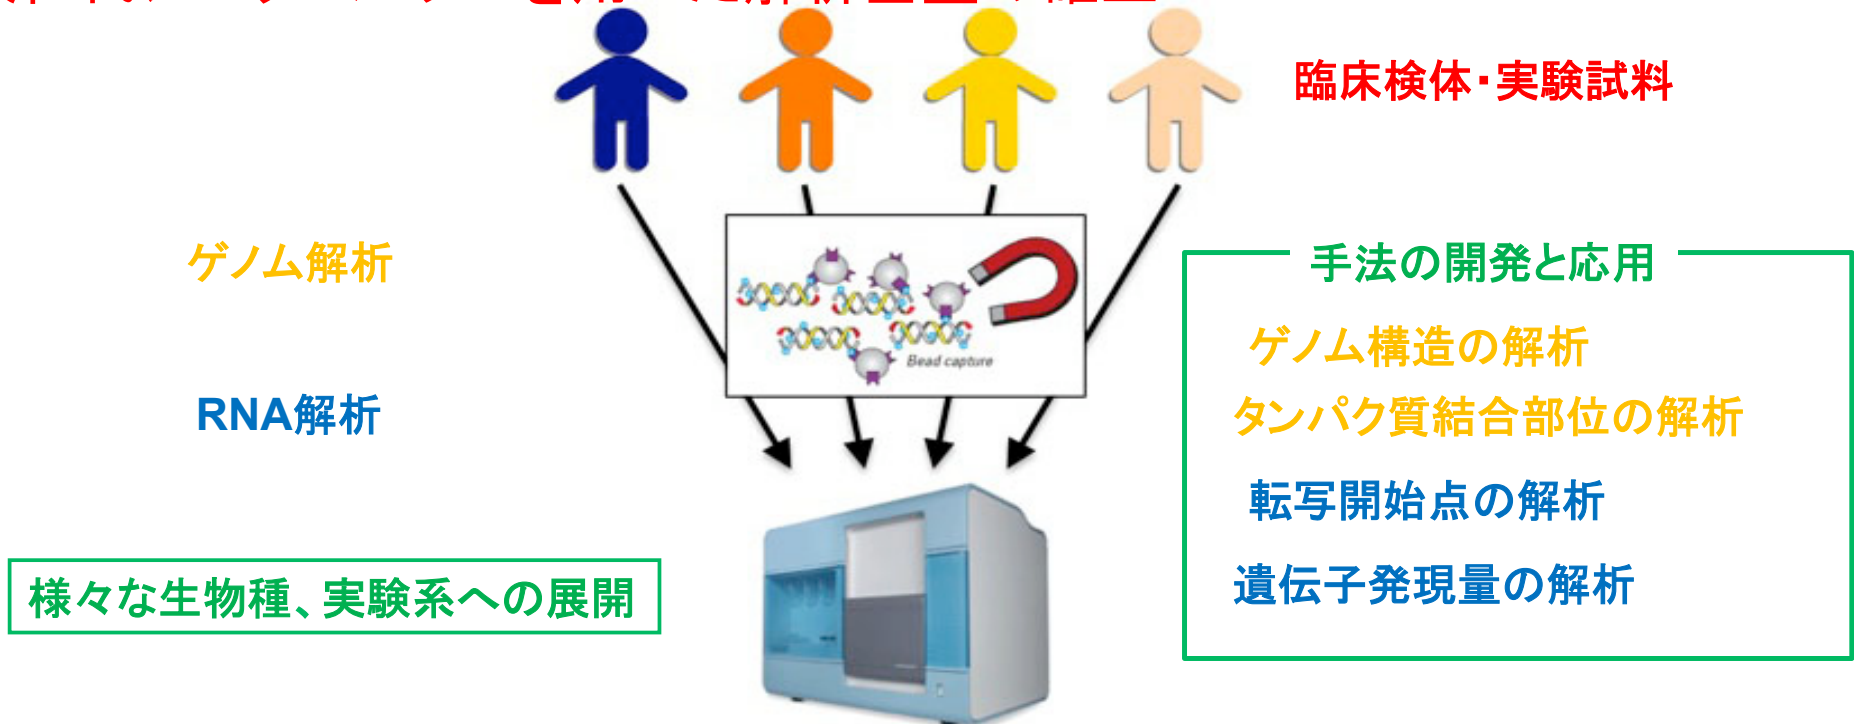 臨床検体・実験試料
ゲノム解析
RNA解析
様々な生物種、実験系への展開
Bead capture
手法の開発と応用
ゲノム構造の解析
タンパク質結合部位の解析
転写開始点の解析
遺伝子発現量の解析